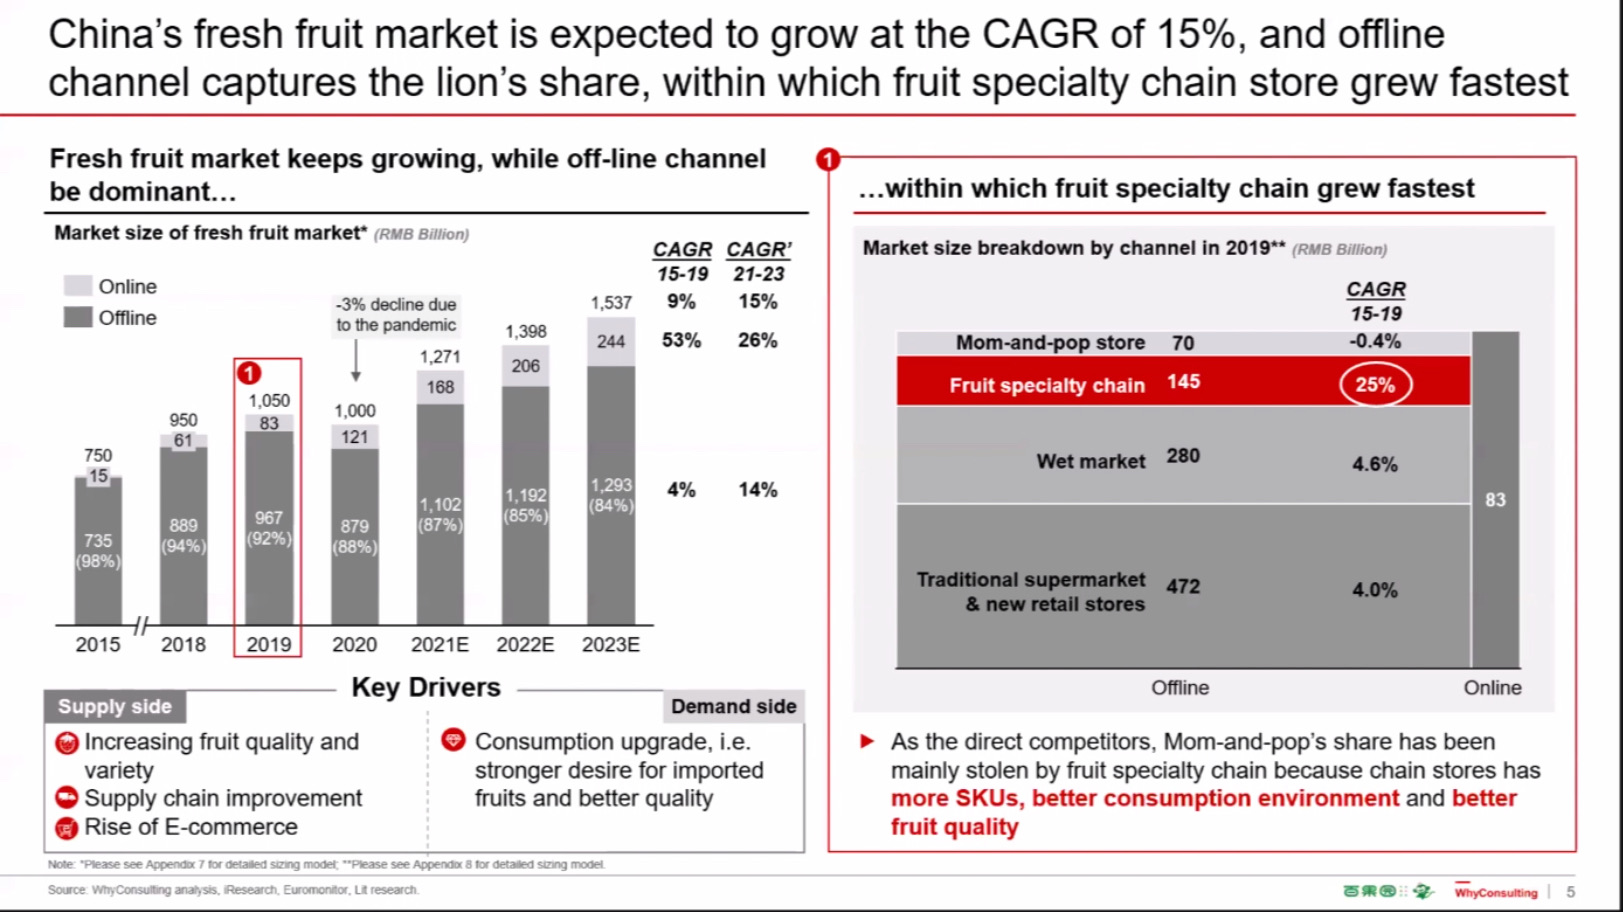 China's fresh fruit market is expected to grow at the CAGR of 15%, and offline
channel captures the lion's share, within which fruit specialty chain store grew fastest
Fresh fruit market keeps growing, while off-line channel
be dominant…
Market size of fresh fruit market* (RMB Billion)
CAGR CAGR'
15-19 21-23
Online
Offline
9% 15%
53% 26%
4% 14%
-3% decline due
to the pandemic
1
750
15
735
(98%)
950
61
889
(94%)
1,050
83
967
(92%)
1,000
121
879
(88%)
1,271
168
1,102
(87%)
1,398
206
1,192
(85%)
1,537
244
1,293
(84%)
2015 2018 2019 2020 2021E 2022E 2023E
Key Drivers
Supply side
Increasing fruit quality and
variety
Supply chain improvement
Rise of E-commerce
Demand side
Consumption upgrade, i.e.
stronger desire for imported
fruits and better quality
1
…within which fruit specialty chain grew fastest
Market size breakdown by channel in 2019** (RMB Billion)
CAGR
15-19
Mom-and-pop store 70 -0.4%
Fruit specialty chain 145 25%
Wet market 280 4.6%
Traditional supermarket
& new retail stores 472 4.0%
83
Offline Online
As the direct competitors, Mom-and-pop's share has been
mainly stolen by fruit specialty chain because chain stores has
more SKUs, better consumption environment and better
fruit quality
Note: *Please see Appendix 7 for detailed sizing model; **Please see Appendix 8 for detailed sizing model.
Source: WhyConsulting analysis, iResearch, Euromonitor, Lit research.
百果园
WhyConsulting
5